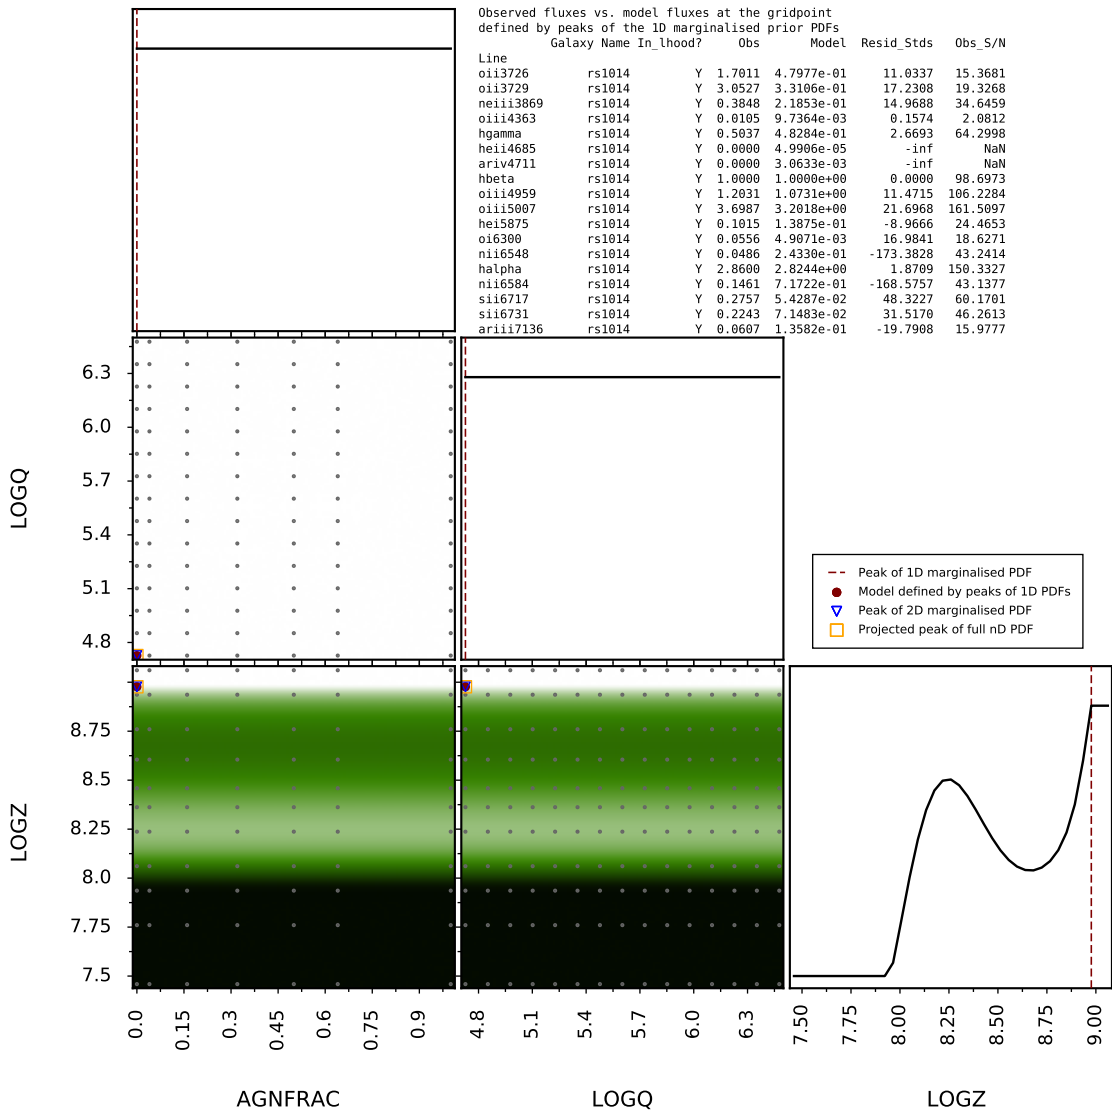 Observed fluxes vs. model fluxes at the gridpoint
defined by peaks of the 1D marginalised prior PDFs
Galaxy Name In_lhood? Obs Model Resid_Stds Obs_S/N
Line
oii3726 rs1014 Y 1.7011 4.7977e-01 11.0337 15.3681
oii3729 rs1014 Y 3.0527 3.3106e-01 17.2308 19.3268
neiii3869 rs1014 Y 0.3848 2.1853e-01 14.9688 34.6459
oiii4363 rs1014 Y 0.0105 9.7364e-03 0.1574 2.0812
hgamma rs1014 Y 0.5037 4.8284e-01 2.6693 64.2998
heii4685 rs1014 Y 0.0000 4.9906e-05 -inf NaN
ariv4711 rs1014 Y 0.0000 3.0633e-03 -inf NaN
hbeta rs1014 Y 1.0000 1.0000e+00 0.0000 98.6973
oiii4959 rs1014 Y 1.2031 1.0731e+00 11.4715 106.2284
oiii5007 rs1014 Y 3.6987 3.2018e+00 21.6968 161.5097
hei5875 rs1014 Y 0.1015 1.3875e-01 -8.9666 24.4653
oi6300 rs1014 Y 0.0556 4.9071e-03 16.9841 18.6271
nii6548 rs1014 Y 0.0486 2.4330e-01 -173.3828 43.2414
halpha rs1014 Y 2.8600 2.8244e+00 1.8709 150.3327
nii6584 rs1014 Y 0.1461 7.1722e-01 -168.5757 43.1377
sii6717 rs1014 Y 0.2757 5.4287e-02 48.3227 60.1701
sii6731 rs1014 Y 0.2243 7.1483e-02 31.5170 46.2613
ariii7136 rs1014 Y 0.0607 1.3582e-01 -19.7908 15.9777
6.3
6.0
5.7
5.4
5.1
4.8
LOGQ
Peak of 1D marginalised PDF
Model defined by peaks of 1D PDFs
Peak of 2D marginalised PDF
Projected peak of full nD PDF
8.75
8.5
8.25
8.0
7.75
7.5
LOGZ
0.0 0.15 0.3 0.45 0.6 0.75 0.9
4.8 5.1 5.4 5.7 6.0 6.3
7.50 7.75 8.00 8.25 8.50 8.75 9.00
AGNFRAC LOGQ LOGZ